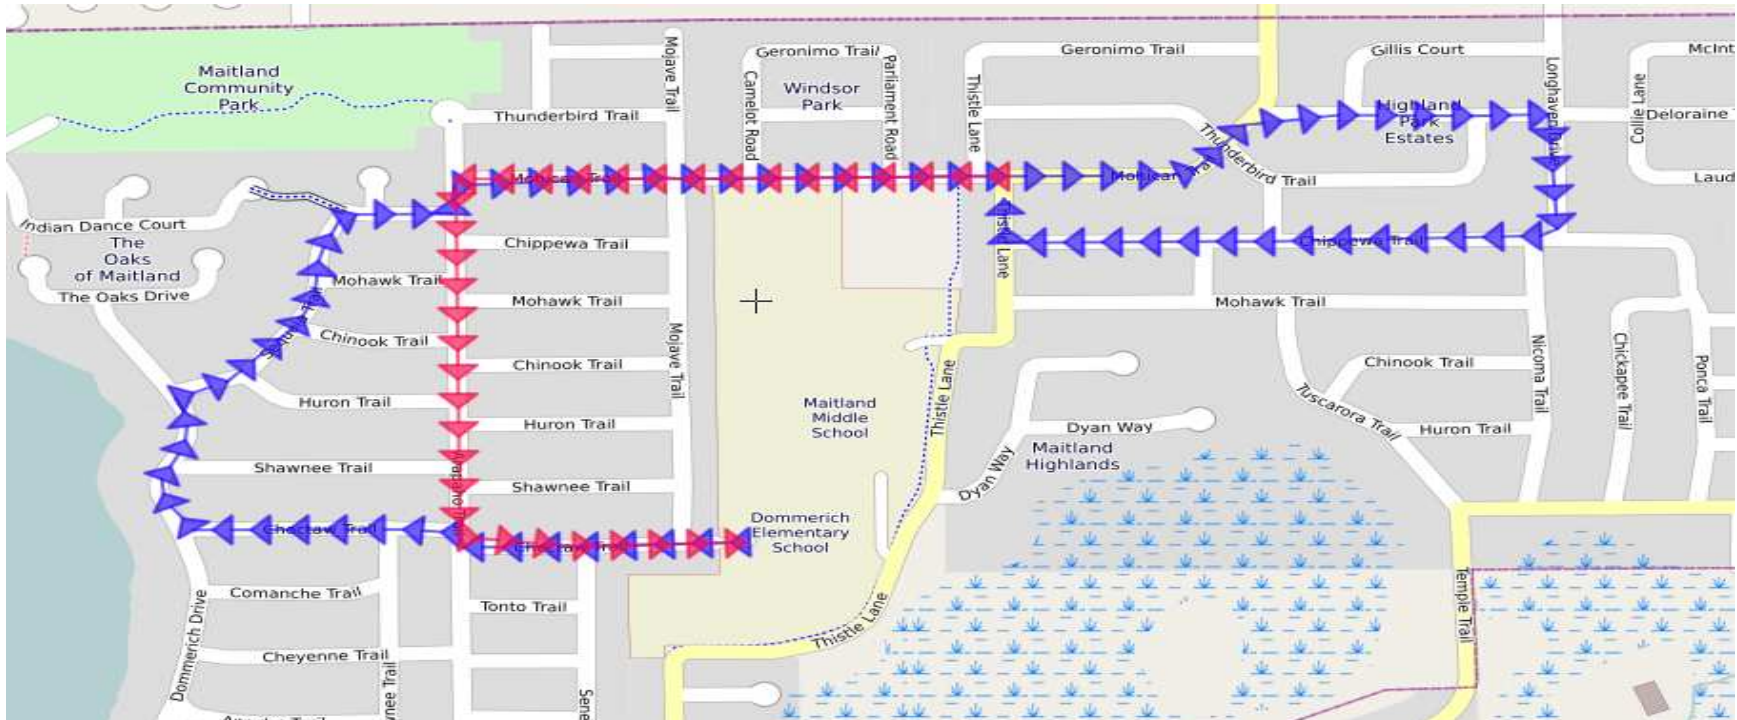 Geronimo Trail
Geronimo Trail
Gillis Court
McInt
Mojave Trail
Maitland
Community
Park
Windsor
Park
Camelot Road
Parliament Road
Thistle Lane
Highland
Park
Estates
Collie Lane
Deloraine
Thunderbird Trail
Thunderbird Trail
Laud
Indian Dance Court
The
Oaks
of Maitland
The Oaks Drive
Chippewa Trail
Chippewa Trail
Lane
Mohawk Trail
Mohawk Trail
Mohawk Trail
Chinook Trail
Chinook Trail
Chinook Trail
Mojave Trail
Nicoma Trail
Chickapee Trail
Ponca Trail
Thistle Lane
Huron Trail
Huron Trail
Huron Trail
Maitland
Middle
School
Tuscarora Trail
Dyan Way
Dyan Way
Maitland
Highlands
Shawnee Trail
Shawnee Trail
Dommerich
Elementary
School
Choctaw Trail
Comanche Trail
Tonto Trail
Thistle Lane
Temple Trail
Dommerich Drive
Cheyenne Trail
wnee Trail
Sene